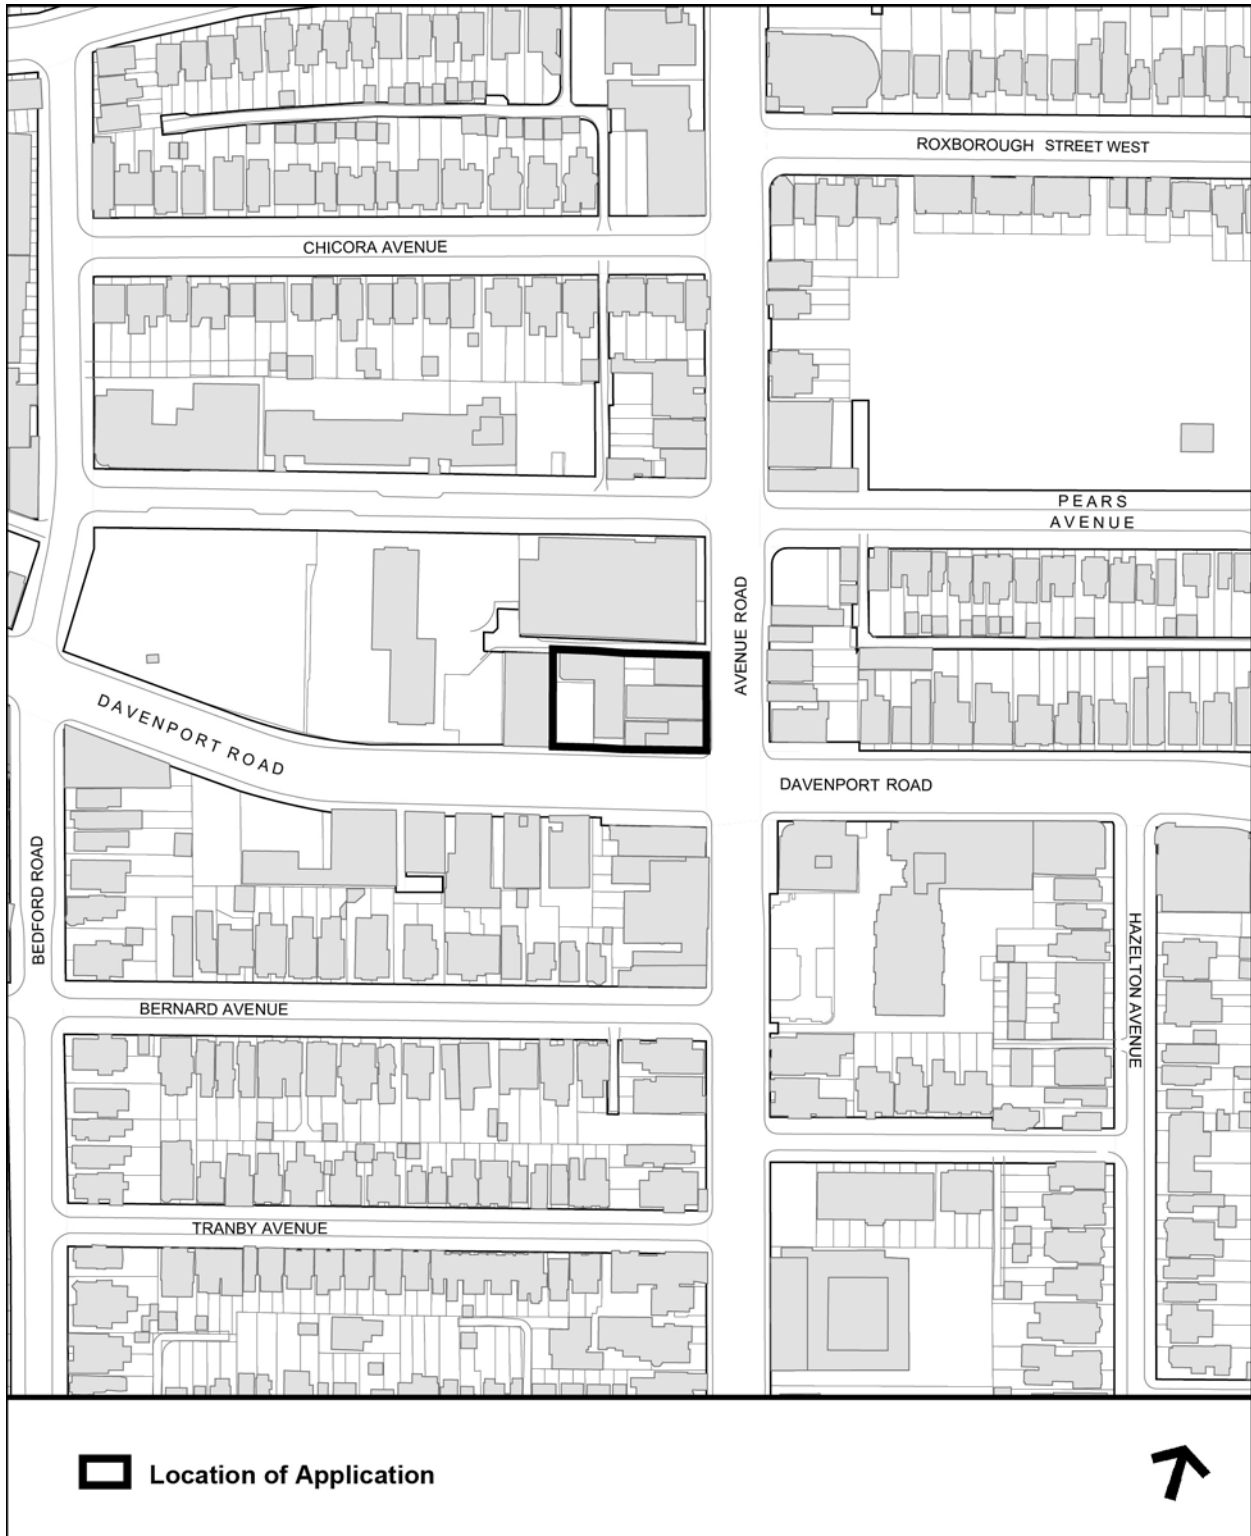 ROXBOROUGH STREET WEST
CHICORA AVENUE
PEARS
AVENUE
AVENUE ROAD
DAVENPORT ROAD
DAVENPORT ROAD
BEDFORD ROAD
HAZELTON AVENUE
BERNARD AVENUE
TRANBY AVENUE
Location of Application